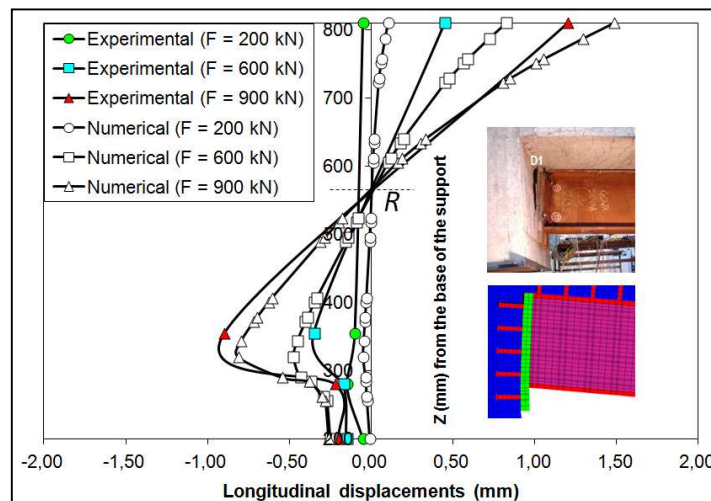 800
700
600
500
400
300
Experimental (F = 200 kN)
Experimental (F = 600 kN)
Experimental (F = 900 kN)
Numerical (F = 200 kN)
Numerical (F = 600 kN)
Numerical (F = 900 kN)
R
Z (mm) from the base of the support
D1
-2,00 -1,50 -1,00 -0,50 0,00 0,50 1,00 1,50 2,00
Longitudinal displacements (mm)